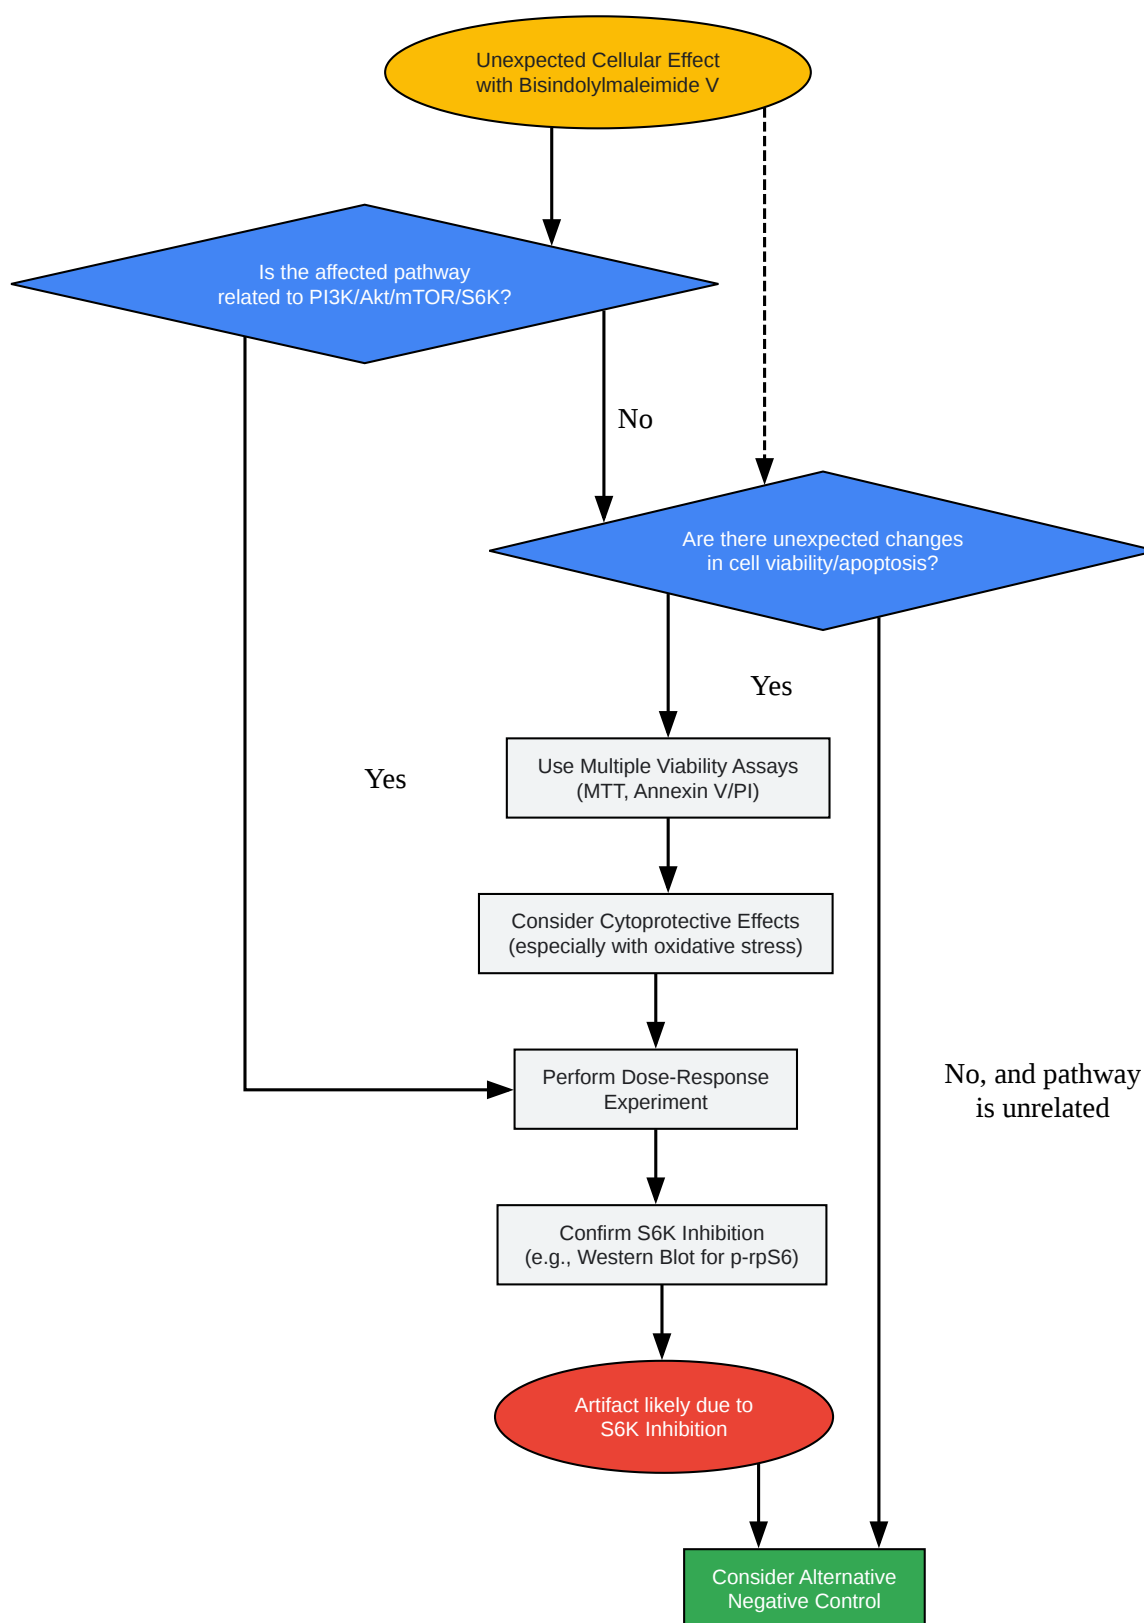 Unexpected Cellular Effect
with Bisindolylmaleimide V
Is the affected pathway
related to PI3K/Akt/mTOR/S6K?
No
Are there unexpected changes
in cell viability/apoptosis?
Yes
Use Multiple Viability Assays
(MTT, Annexin V/PI)
Yes
Consider Cytoprotective Effects
(especially with oxidative stress)
Perform Dose-Response
Experiment
No, and pathway
is unrelated
Confirm S6K Inhibition
(e.g., Western Blot for p-rpS6)
Artifact likely due to
S6K Inhibition
Consider Alternative
Negative Control